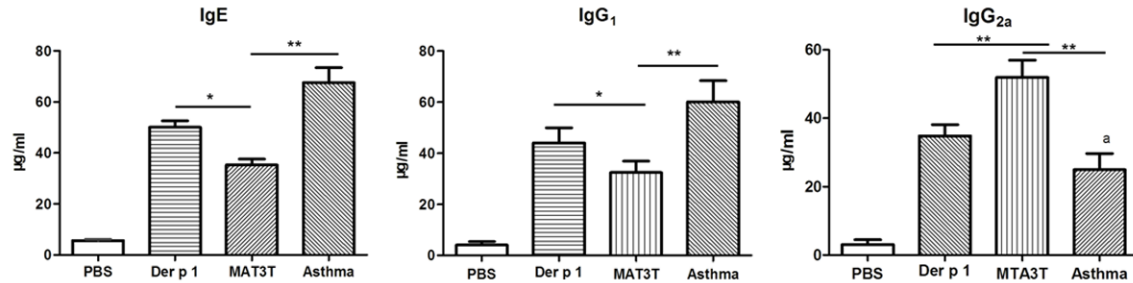 IgE
µg/ml
80
60
40
20
0
*
**
PBS
Der p 1
MAT3T
Asthma
IgG1
µg/ml
80
60
40
20
0
*
**
PBS
Der p 1
MAT3T
Asthma
IgG2a
µg/ml
60
40
20
0
**
**
a
PBS
Der p 1
MTA3T
Asthma